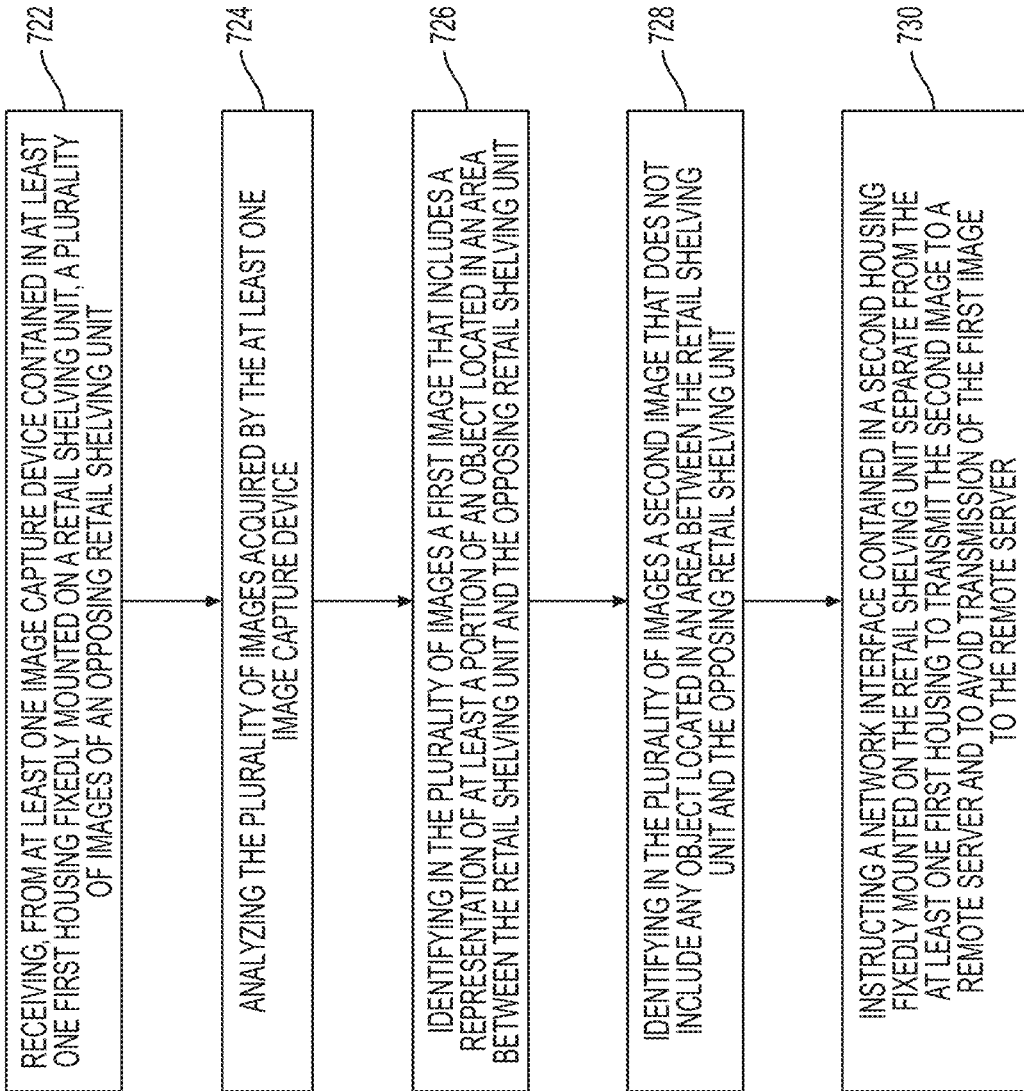 RECEIVING, FROM AT LEAST ONE IMAGE CAPTURE DEVICE CONTAINED IN AT LEAST
ONE FIRST HOUSING FIXEDLY MOUNTED ON A RETAIL SHELVING UNIT, A PLURALITY
OF IMAGES OF AN OPPOSING RETAIL SHELVING UNIT
722
ANALYZING THE PLURALITY OF IMAGES ACQUIRED BY THE AT LEAST ONE
IMAGE CAPTURE DEVICE
724
IDENTIFYING IN THE PLURALITY OF IMAGES A FIRST IMAGE THAT INCLUDES A
REPRESENTATION OF AT LEAST A PORTION OF AN OBJECT LOCATED IN AN AREA
BETWEEN THE RETAIL SHELVING UNIT AND THE OPPOSING RETAIL SHELVING UNIT
726
IDENTIFYING IN THE PLURALITY OF IMAGES A SECOND IMAGE THAT DOES NOT
INCLUDE ANY OBJECT LOCATED IN AN AREA BETWEEN THE RETAIL SHELVING
UNIT AND THE OPPOSING RETAIL SHELVING UNIT
728
INSTRUCTING A NETWORK INTERFACE CONTAINED IN A SECOND HOUSING
FIXEDLY MOUNTED ON THE RETAIL SHELVING UNIT SEPARATE FROM THE
AT LEAST ONE FIRST HOUSING TO TRANSMIT THE SECOND IMAGE TO A
REMOTE SERVER AND TO AVOID TRANSMISSION OF THE FIRST IMAGE
TO THE REMOTE SERVER
730